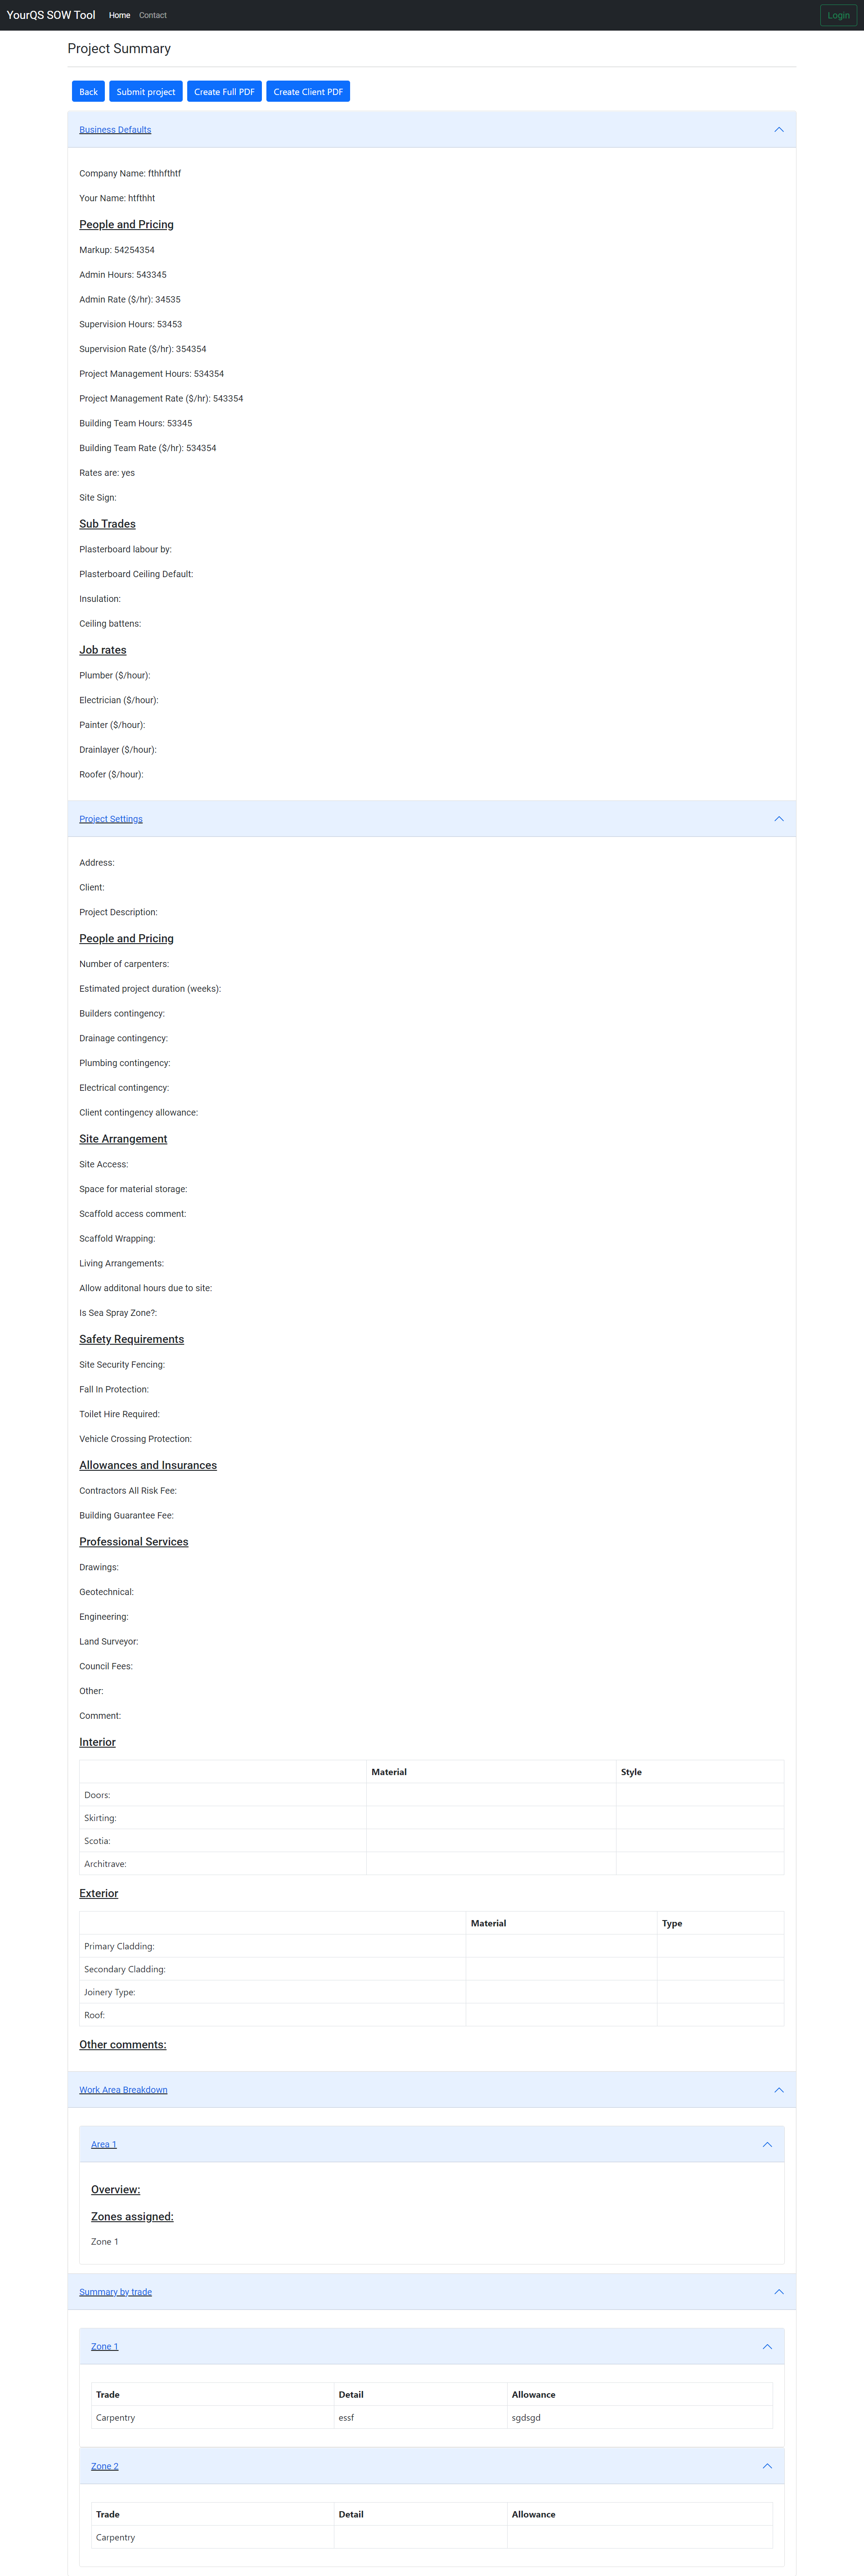 YourQS SOW Tool Home Contact Login
Project Summary
Back Submit project Create Full PDF Create Client PDF
Business Defaults
Company Name: fthhfthtf
Your Name: htfthht
People and Pricing
Markup: 54254354
Admin Hours: 543345
Admin Rate ($/hr): 34535
Supervision Hours: 53453
Supervision Rate ($/hr): 354354
Project Management Hours: 534354
Project Management Rate ($/hr): 543354
Building Team Hours: 53345
Building Team Rate ($/hr): 534354
Rates are: yes
Site Sign:
Sub Trades
Plasterboard labour by:
Plasterboard Ceiling Default:
Insulation:
Ceiling battens:
Job rates
Plumber ($/hour):
Electrician ($/hour):
Painter ($/hour):
Drainlayer ($/hour):
Roofer ($/hour):
Project Settings
Address:
Client:
Project Description:
People and Pricing
Number of carpenters:
Estimated project duration (weeks):
Builders contingency:
Drainage contingency:
Plumbing contingency:
Electrical contingency:
Client contingency allowance:
Site Arrangement
Site Access:
Space for material storage:
Scaffold access comment:
Scaffold Wrapping:
Living Arrangements:
Allow additonal hours due to site:
Is Sea Spray Zone?:
Safety Requirements
Site Security Fencing:
Fall In Protection:
Toilet Hire Required:
Vehicle Crossing Protection:
Allowances and Insurances
Contractors All Risk Fee:
Building Guarantee Fee:
Professional Services
Drawings:
Geotechnical:
Engineering:
Land Surveyor:
Council Fees:
Other:
Comment:
Interior
Material Style
Doors:
Skirting:
Scotia:
Architrave:
Exterior
Material Type
Primary Cladding:
Secondary Cladding:
Joinery Type:
Roof:
Other comments:
Work Area Breakdown
Area 1
Overview:
Zones assigned:
Zone 1
Summary by trade
Zone 1
Trade Detail Allowance
Carpentry essf sgdsgd
Zone 2
Trade Detail Allowance
Carpentry